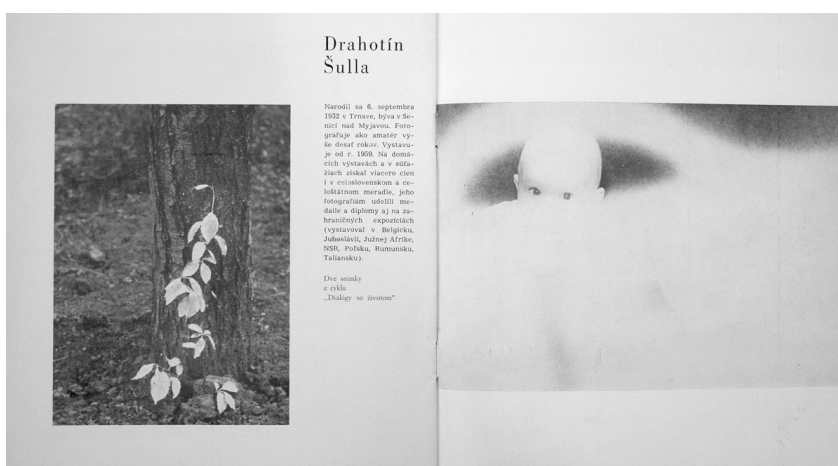 Drahotín
Šulla
Narodil sa 6. septembra
1932 v Trnave, býva v Se-
nici nad Myjavou. Foto-
grafuje ako amatér vy-
še desať rokov. Vystavu-
je od r. 1959. Na domá-
cich výstavách a v súťa-
žiach získal viacero cien
i v celoslovenskom a ce-
loštátnom meradle, jeho
fotografiám udelili me-
daile a diplomy aj na za-
hraničných expozíciách
(vystavoval v Belgicku,
Juhoslávii, Južnej Afrike,
NSR, Poľsku, Rumunsku,
Taliansku).
Dve snímky
z cyklu
„Dialógy so životom"